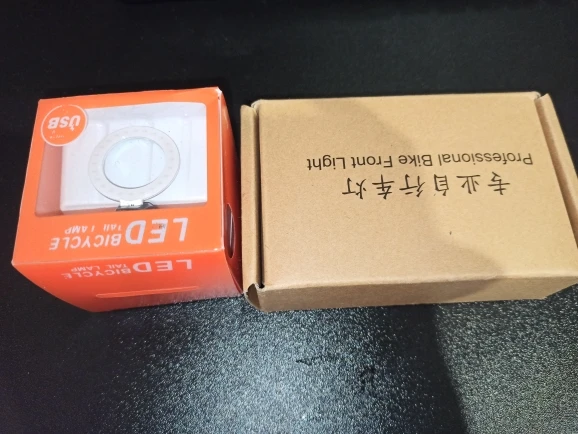 USB
LED BICYCLE
TAIL LAMP
LED BICYCLE
TAIL LAMP
专业自行车灯
Professional Bike Front Light